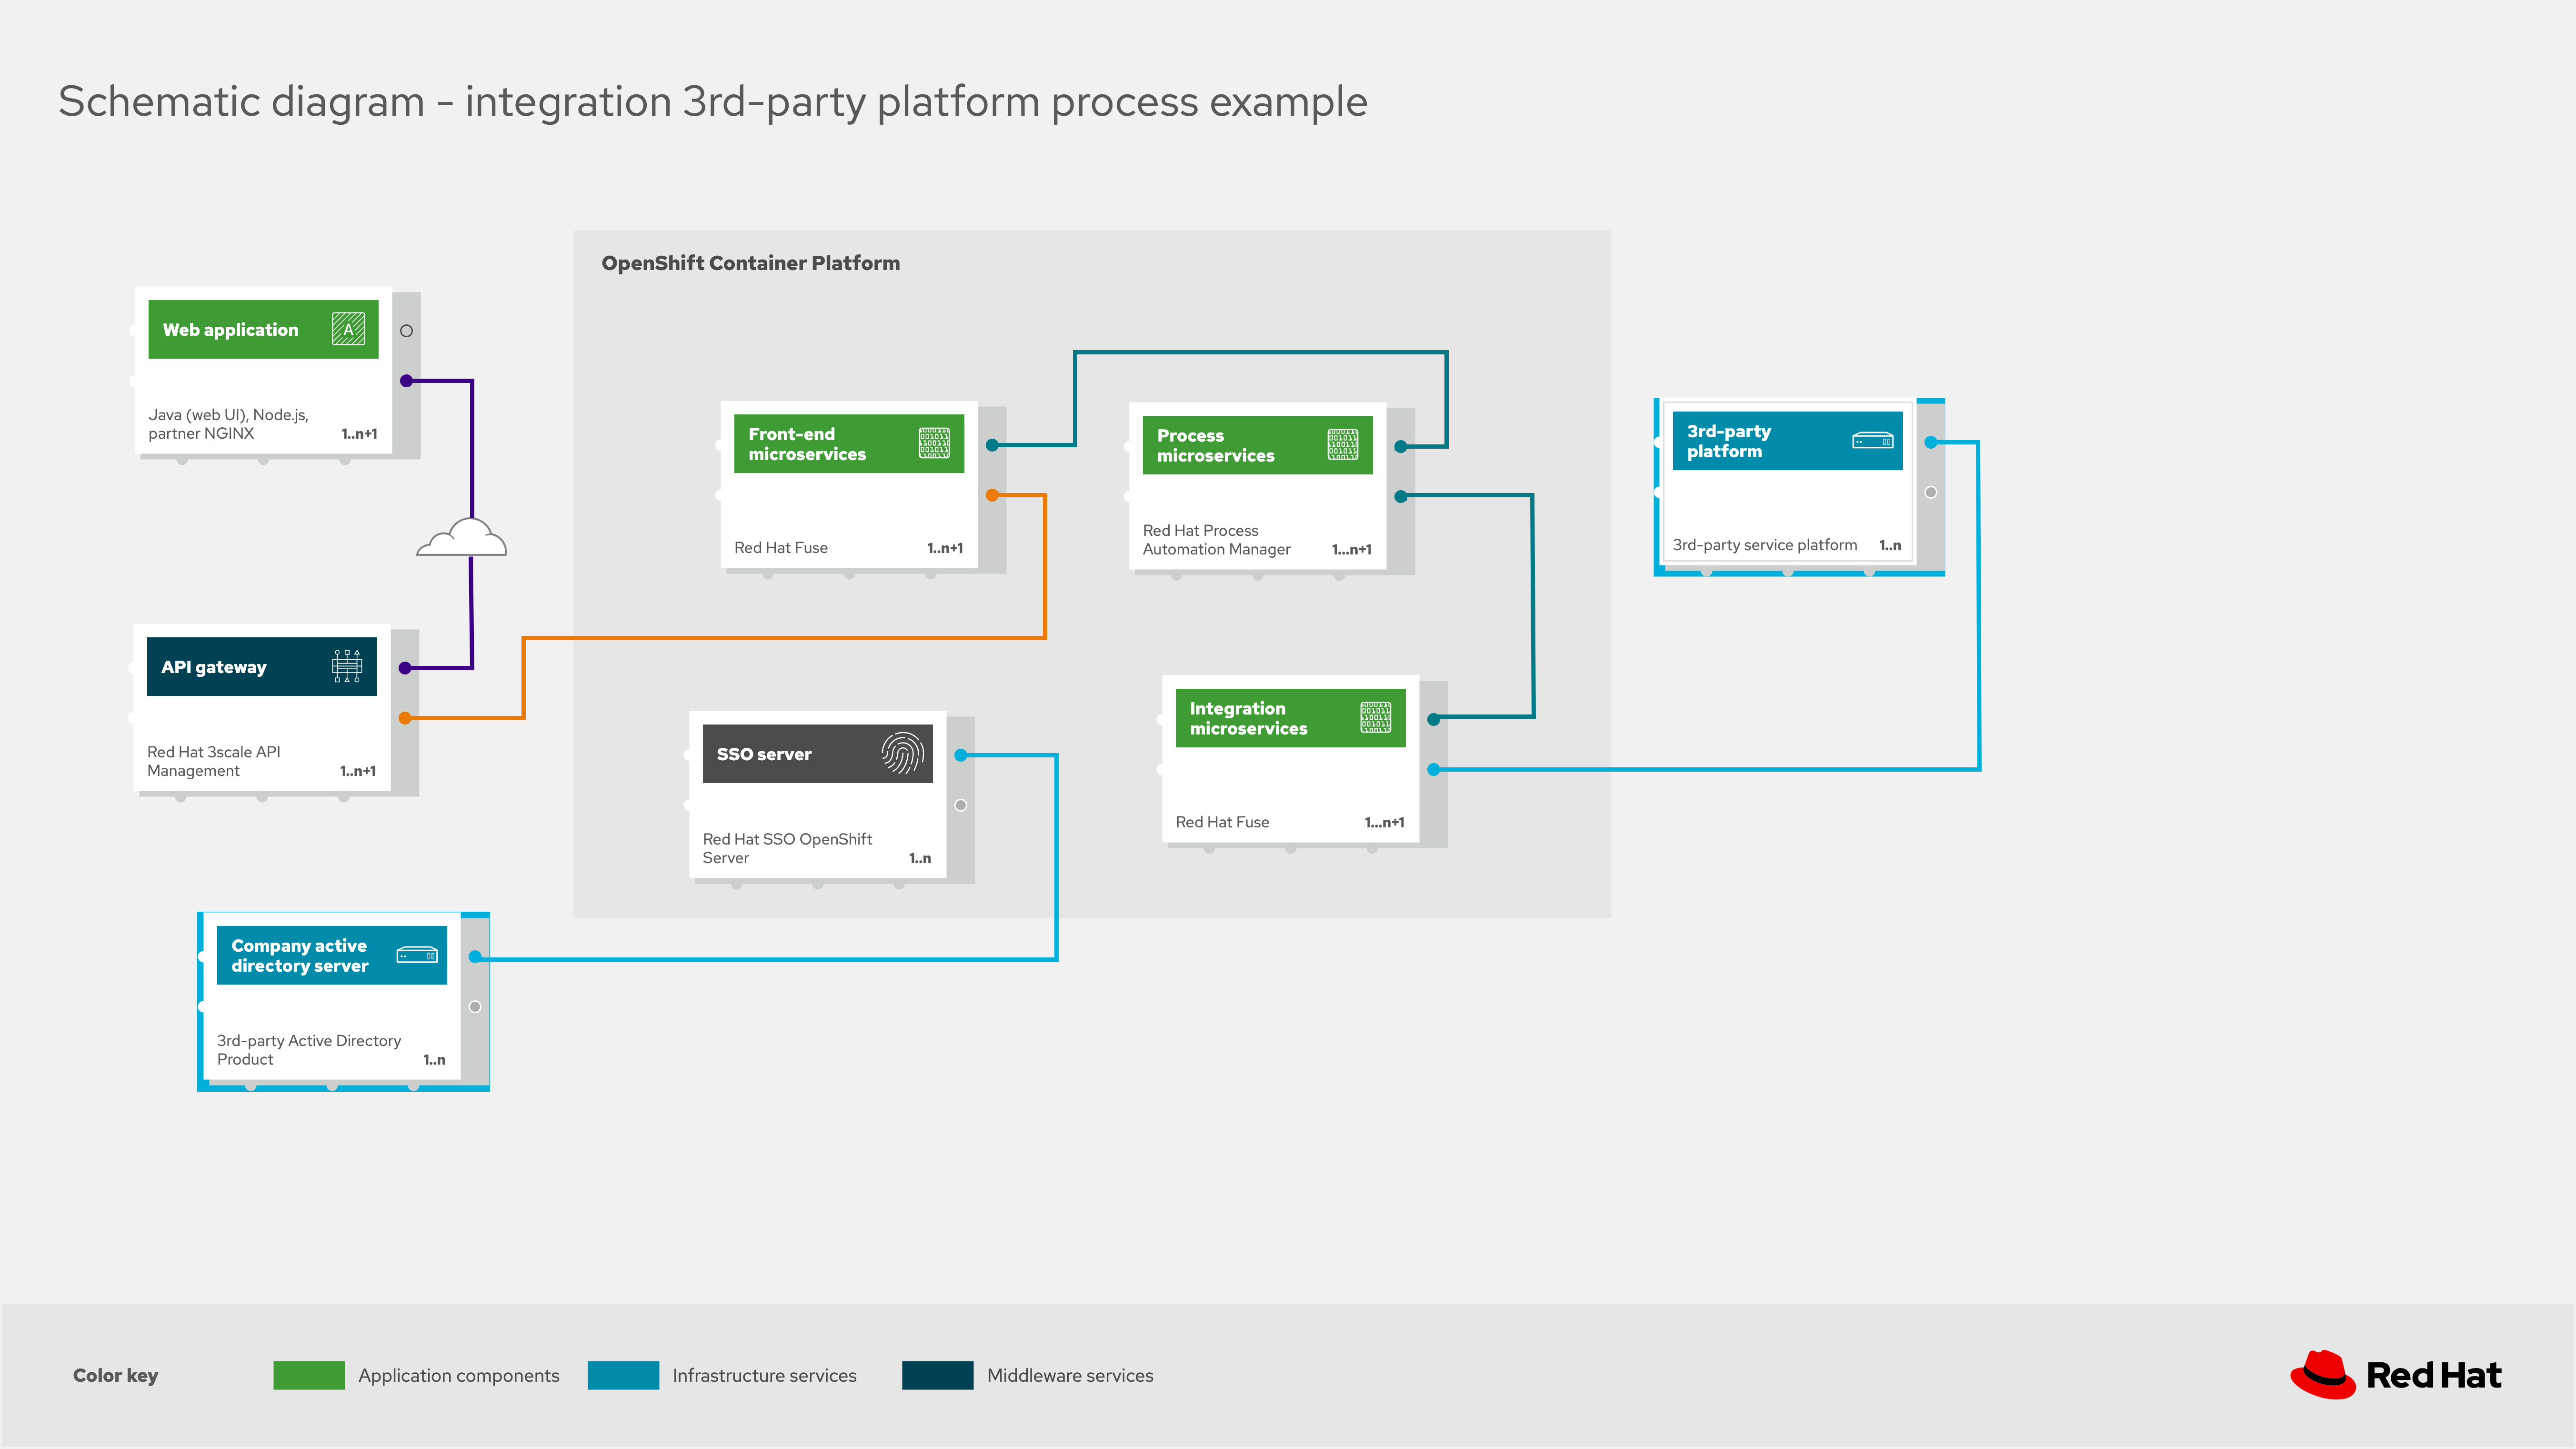 Schematic diagram - integration 3rd-party platform process example
OpenShift Container Platform
Web application
A
Java (web UI), Node.js,
partner NGINX
1..n+1
Front-end
microservices
Red Hat Fuse
1..n+1
Process
microservices
Red Hat Process
Automation Manager
1...n+1
3rd-party
platform
3rd-party service platform
1..n
API gateway
Red Hat 3scale API
Management
1..n+1
SSO server
Red Hat SSO OpenShift
Server
1..n
Integration
microservices
Red Hat Fuse
1...n+1
Company active
directory server
3rd-party Active Directory
Product
1..n
Color key
Application components
Infrastructure services
Middleware services
Red Hat